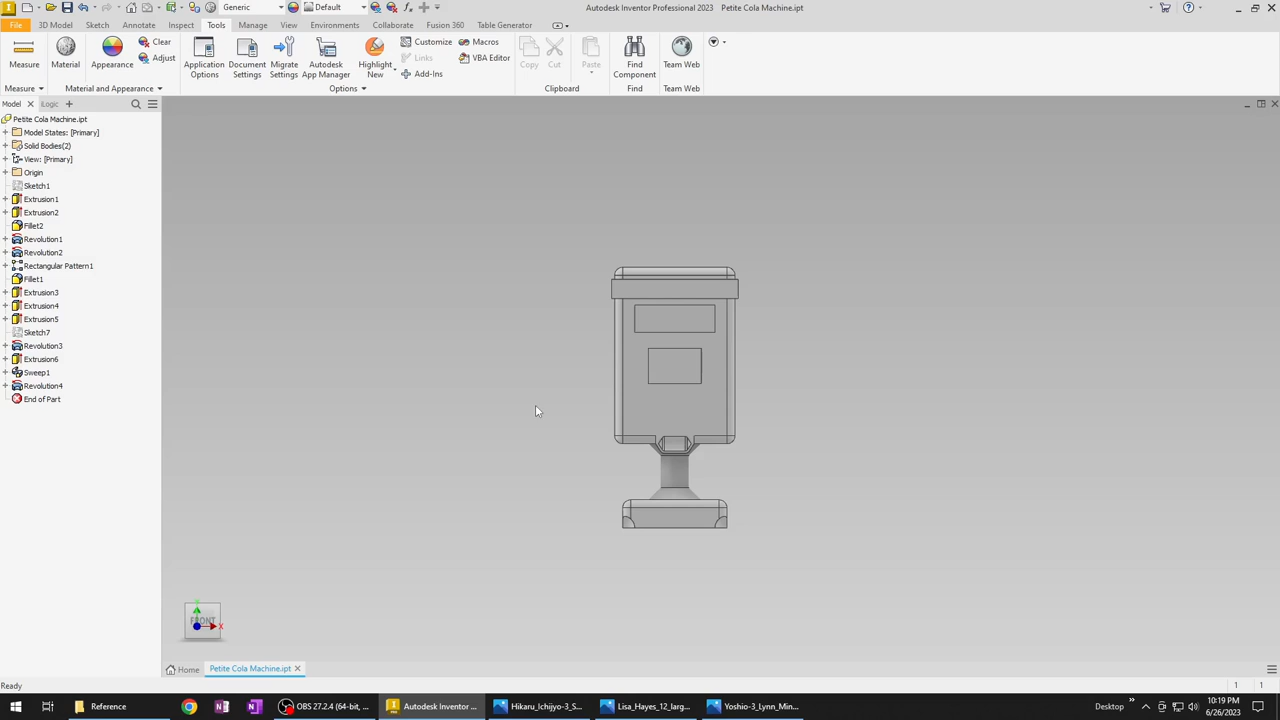 Generic
Default
Autodesk Inventor Professional 2023 Petite Cola Machine.ipt
File 3D Model Sketch Annotate Inspect Tools Manage View Environments Collaborate Fusion 360 Table Generator
Measure
Material
Appearance
Clear
Adjust
Application Options
Document Settings
Migrate Settings
Autodesk App Manager
Highlight New
Customize
Links
Add-Ins
Macros
VBA Editor
Copy
Cut
Paste
Find Component
Team Web
Measure
Material and Appearance
Options
Clipboard
Find
Team Web
Model
iLogic
Petite Cola Machine.ipt
Model States: [Primary]
Solid Bodies(2)
View: [Primary]
Origin
Sketch1
Extrusion1
Extrusion2
Fillet2
Revolution1
Revolution2
Rectangular Pattern1
Fillet1
Extrusion3
Extrusion4
Extrusion5
Sketch7
Revolution3
Extrusion6
Sweep1
Revolution4
End of Part
FRONT
X
Home
Petite Cola Machine.ipt
Ready
1 1
Reference
OBS 27.2.4 (64-bit, ...
Autodesk Inventor ...
Hikaru_Ichijyo-3_S...
Lisa_Hayes_12_larg...
Yoshio-3_Lynn_Min...
Desktop
10:19 PM
6/26/2023